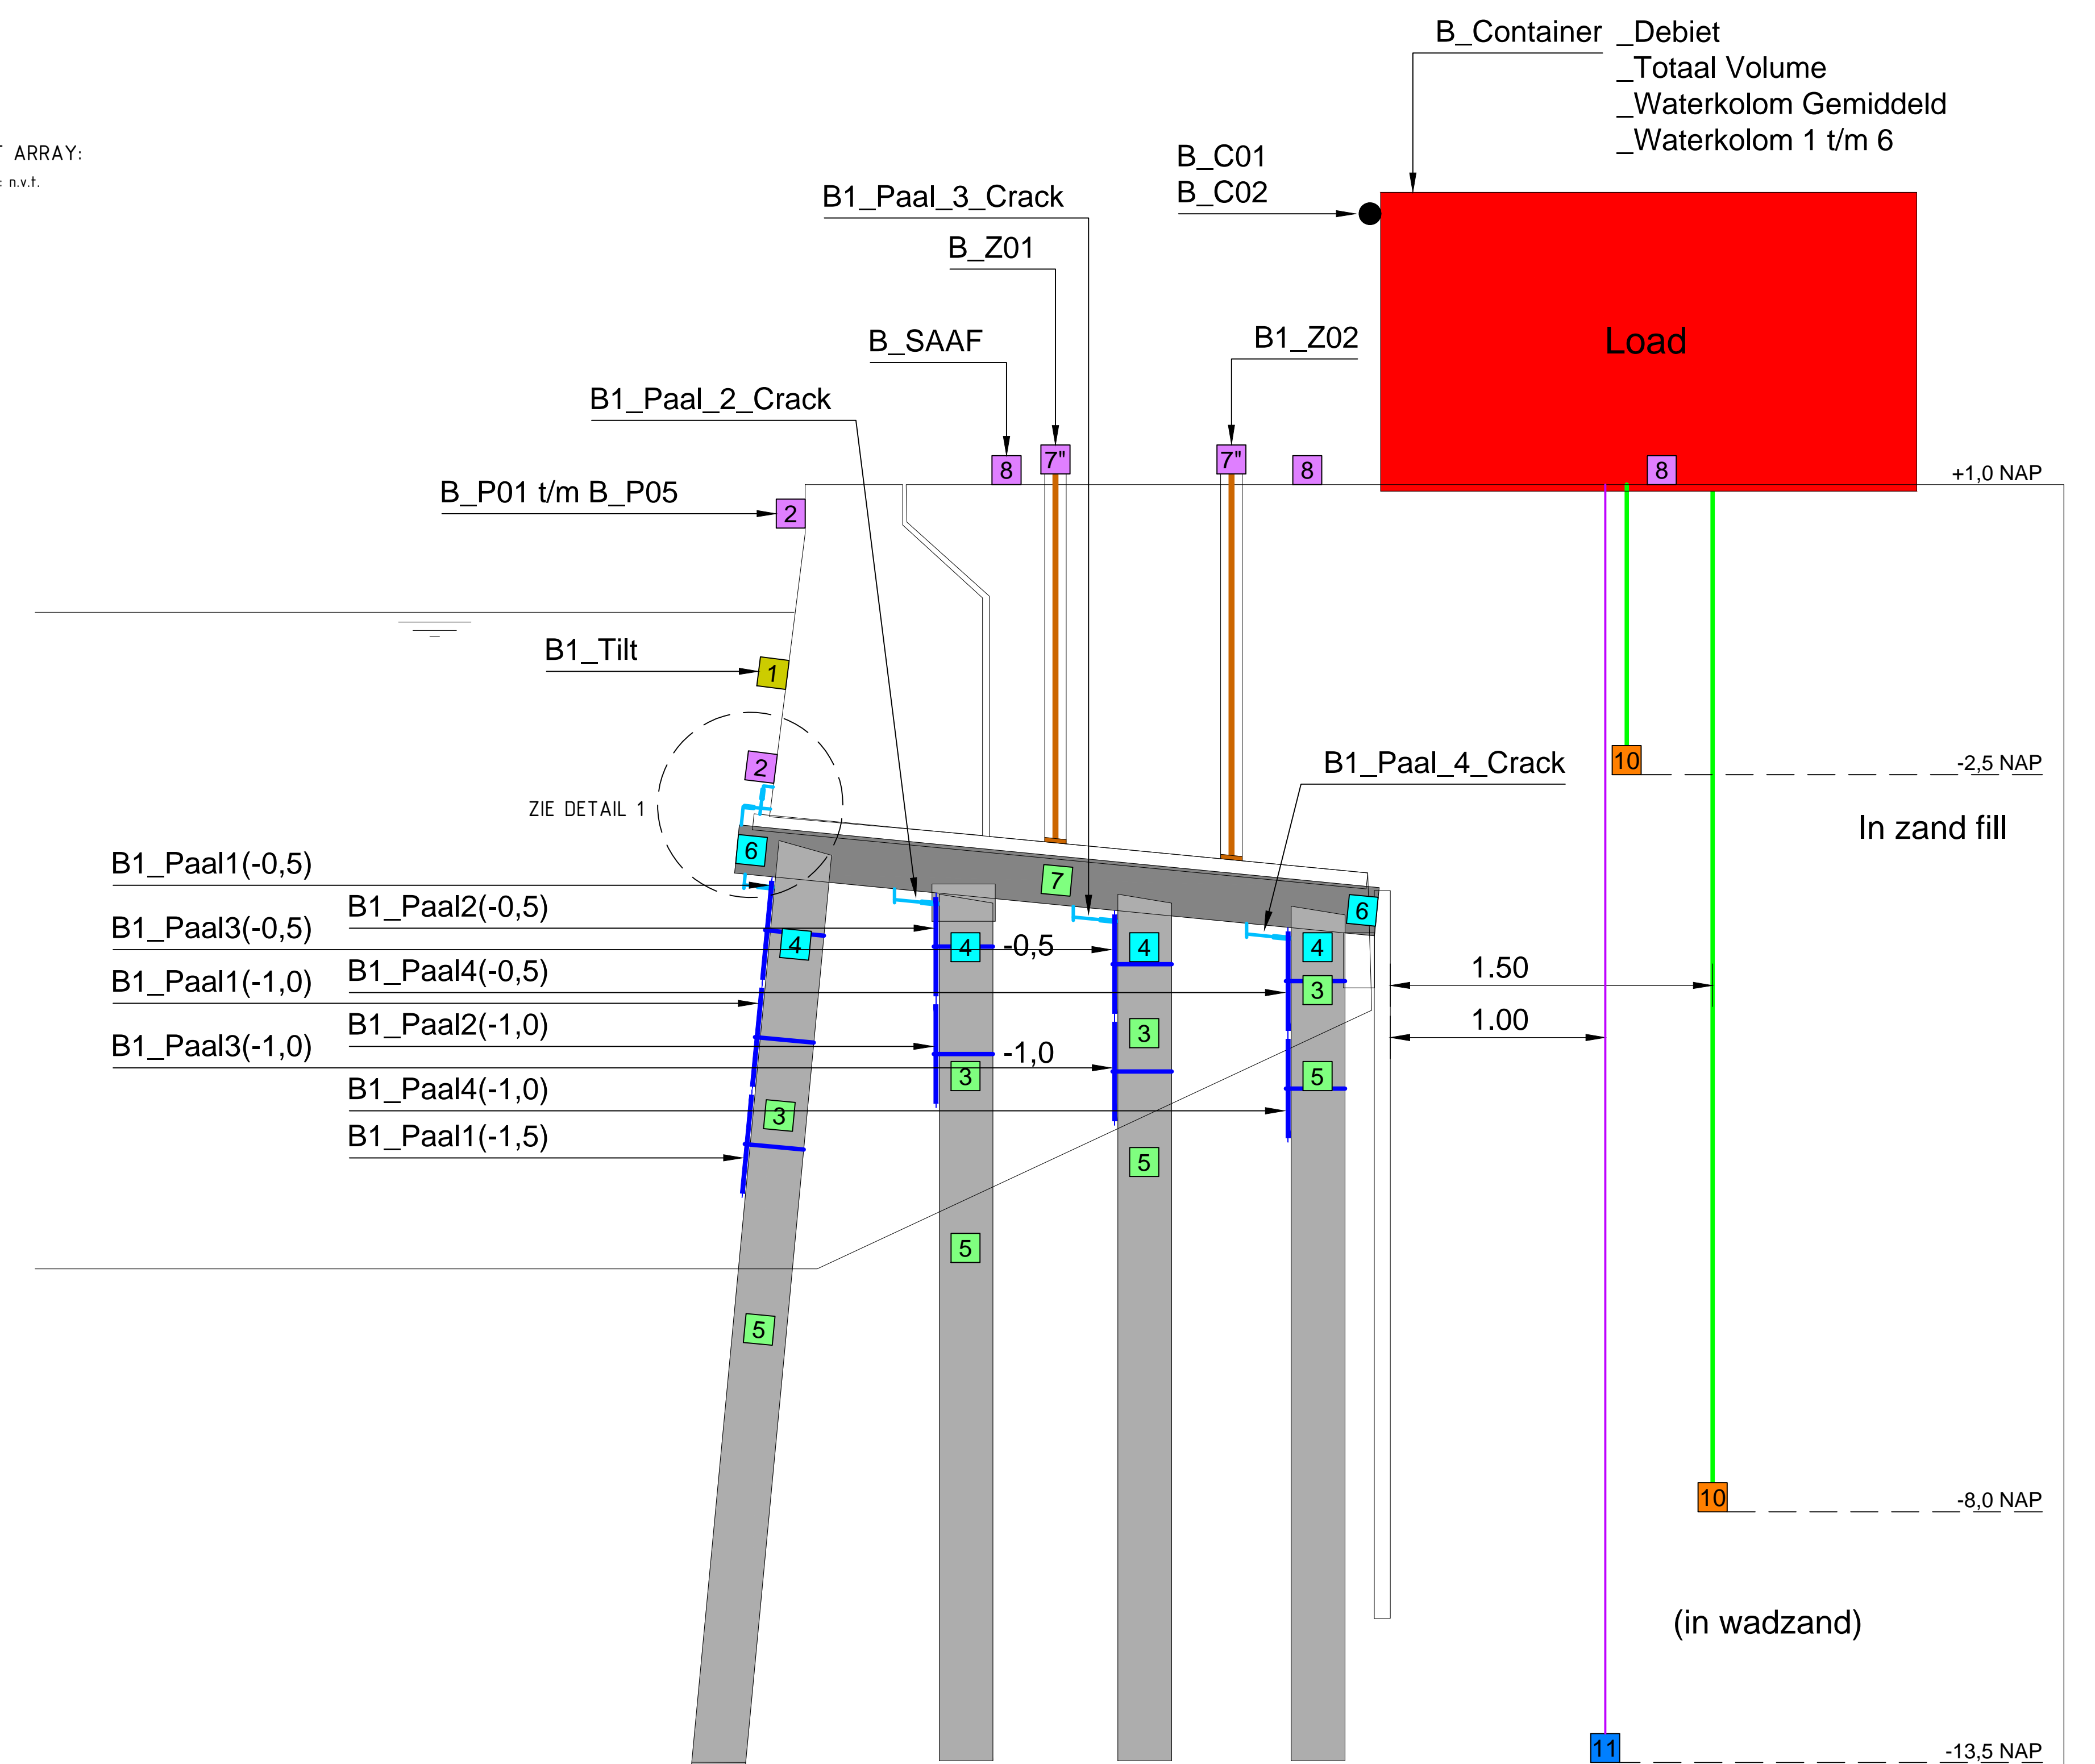 B_Container _Debiet
_Totaal Volume
_Waterkolom Gemiddeld
_Waterkolom 1 t/m 6
ARRAY:
: n.v.t.
B_C01
B_C02
B1_Paal_3_Crack
B_Z01
B_SAAF
B1_Z02
Load
B1_Paal_2_Crack
8
7"
7"
8
8
+1,0 NAP
B_P01 t/m B_P05
2
B1_Tilt
1
2
ZIE DETAIL 1
B1_Paal_4_Crack
10
-2,5 NAP
In zand fill
6
7
6
B1_Paal1(-0,5)
B1_Paal2(-0,5)
B1_Paal3(-0,5)
4
4
-0,5
4
4
B1_Paal4(-0,5)
B1_Paal1(-1,0)
3
1.50
B1_Paal2(-1,0)
3
1.00
B1_Paal3(-1,0)
-1,0
3
5
B1_Paal4(-1,0)
3
B1_Paal1(-1,5)
5
5
5
10
-8,0 NAP
(in wadzand)
11
-13,5 NAP